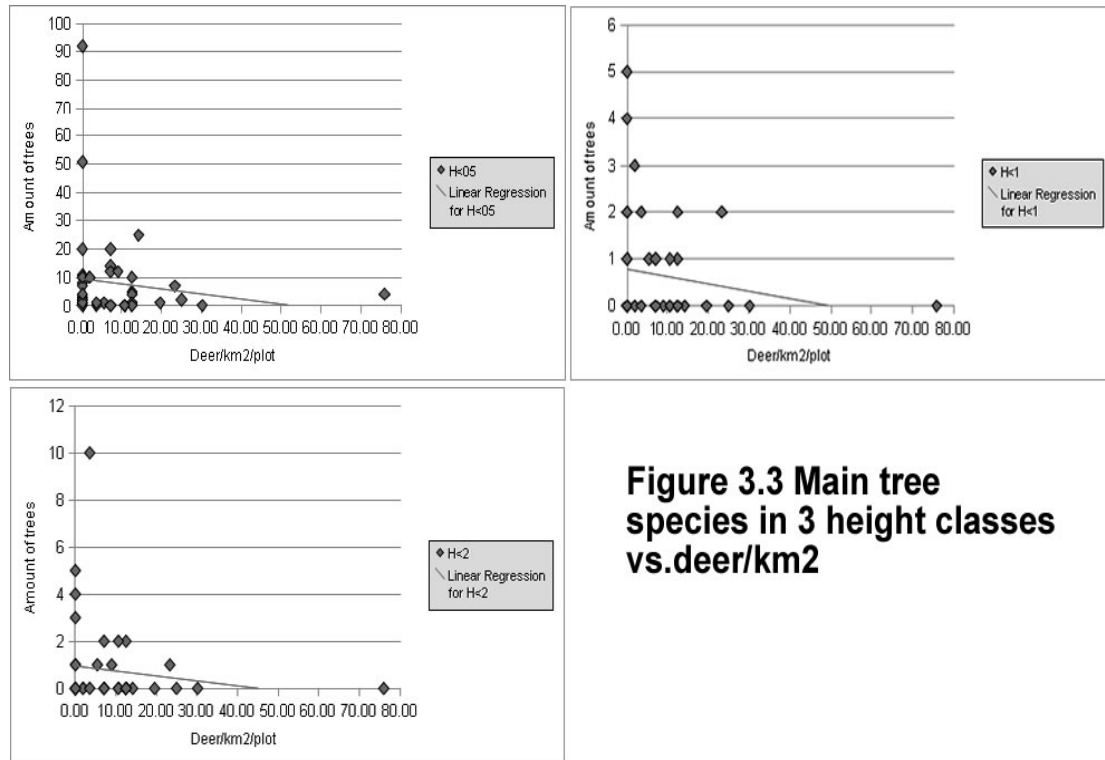 100
90
80
70
60
50
40
30
20
10
0
Amount of trees
0.00 10.00 20.00 30.00 40.00 50.00 60.00 70.00 80.00
Deer/km2/plot
H<05
Linear Regression
for H<05
6
5
4
3
2
1
0
Amount of trees
0.00 10.00 20.00 30.00 40.00 50.00 60.00 70.00 80.00
Deer/km2/plot
H<1
Linear Regression
for H<1
12
10
8
6
4
2
0
Amount of trees
0.00 10.00 20.00 30.00 40.00 50.00 60.00 70.00 80.00
Deer/km2/plot
H<2
Linear Regression
for H<2
Figure 3.3 Main tree
species in 3 height classes
vs.deer/km2